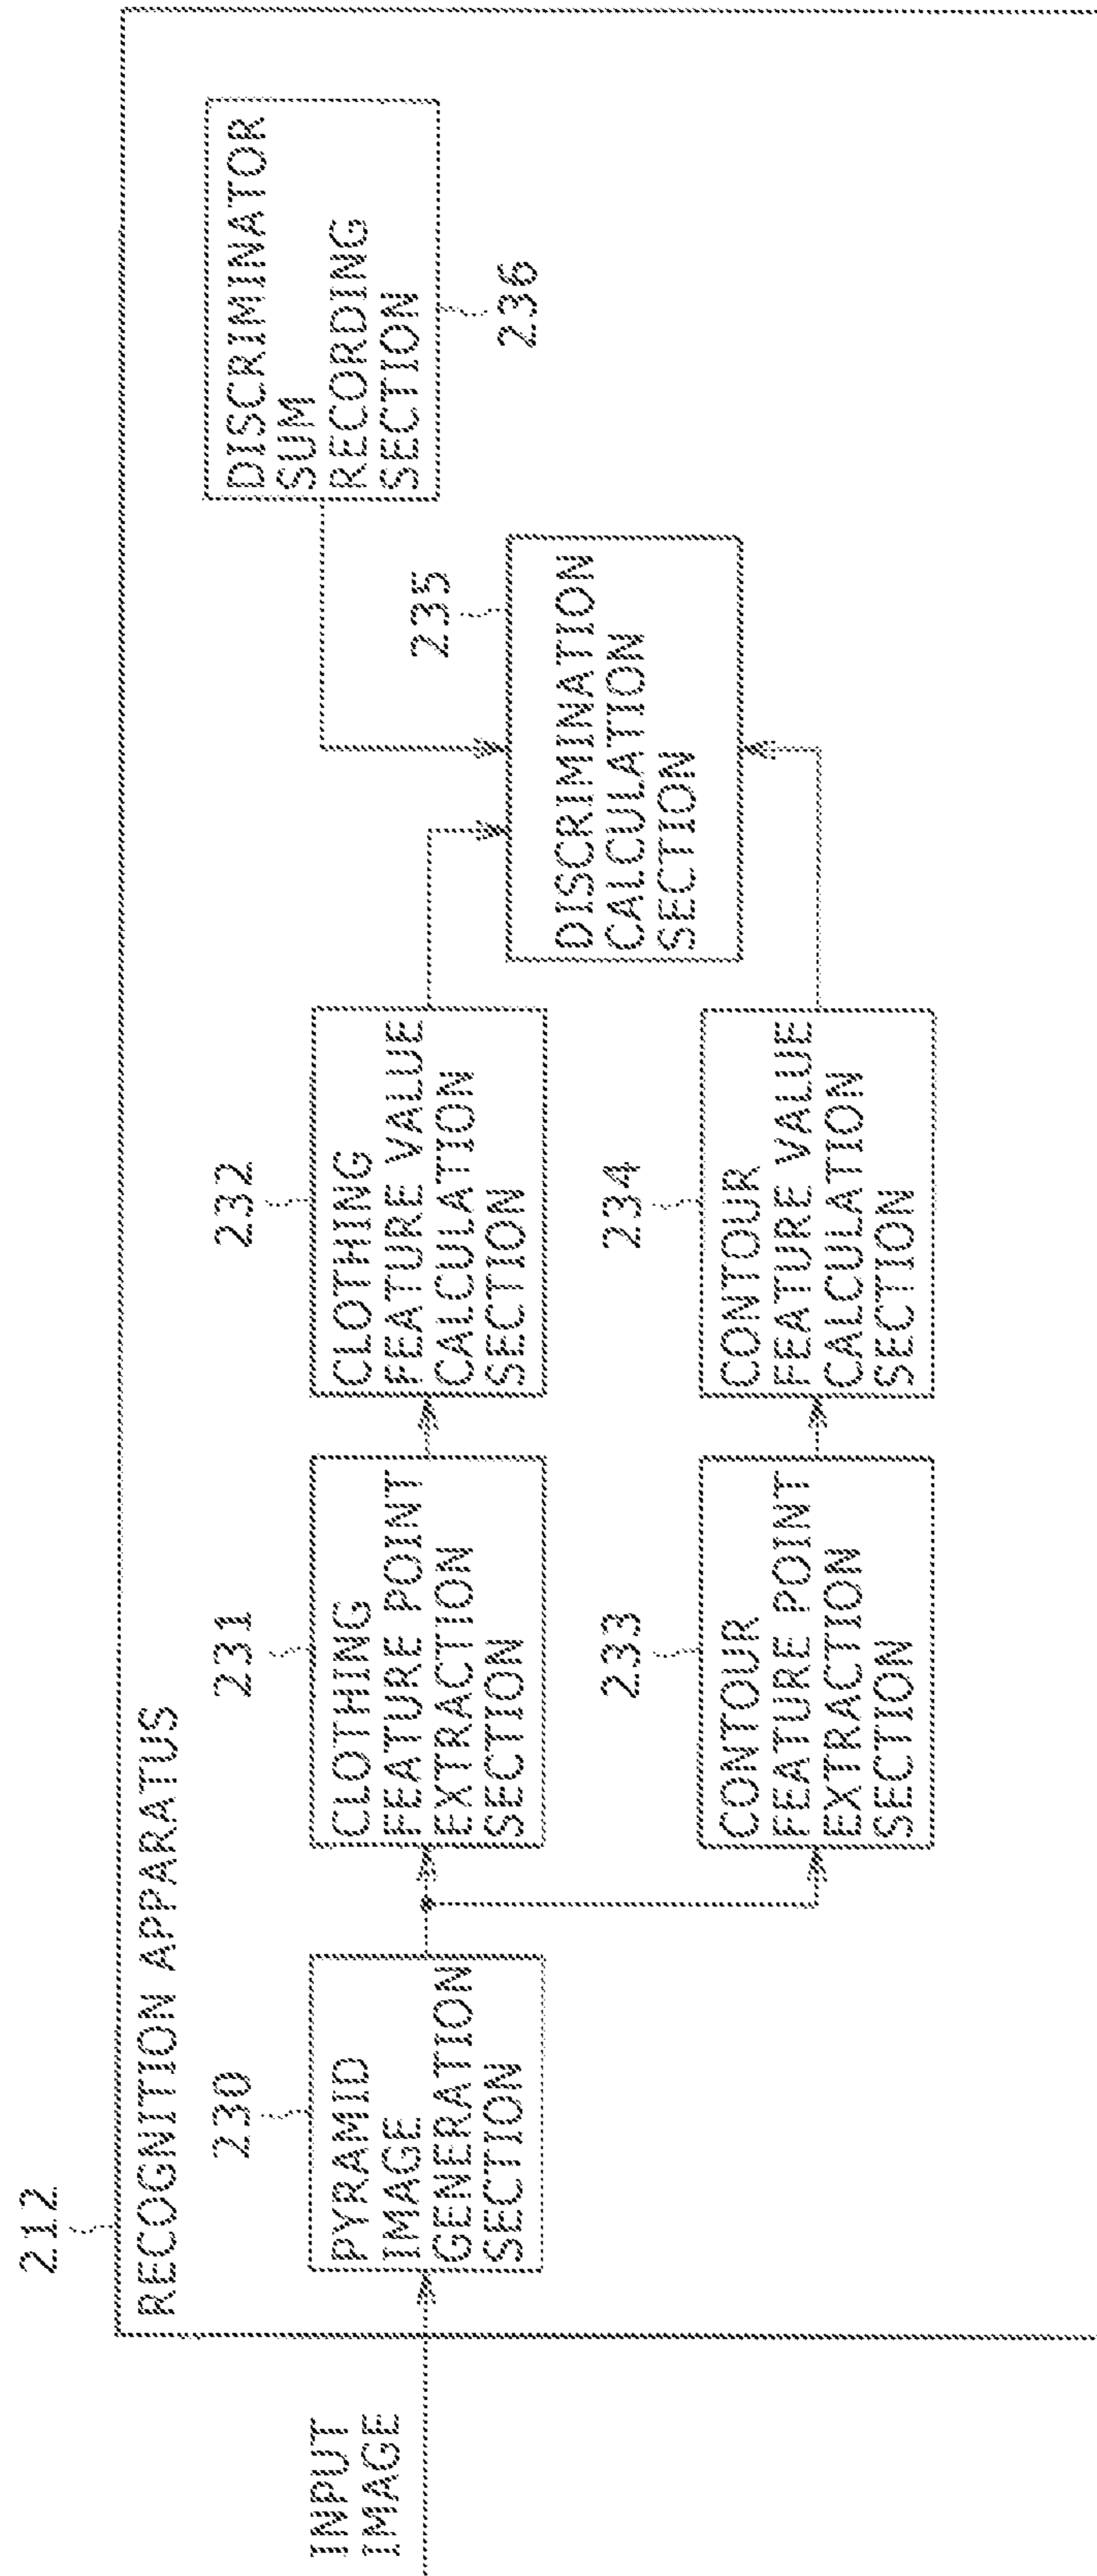 212
RECOGNITION APPARATUS
INPUT
IMAGE
230
PYRAMID
IMAGE
GENERATION
SECTION
231
CLOTHING
FEATURE POINT
EXTRACTION
SECTION
232
CLOTHING
FEATURE VALUE
CALCULATION
SECTION
233
CONTOUR
FEATURE POINT
EXTRACTION
SECTION
234
CONTOUR
FEATURE VALUE
CALCULATION
SECTION
235
DISCRIMINATION
CALCULATION
SECTION
DISCRIMINATOR
SUM
RECORDING
SECTION
236